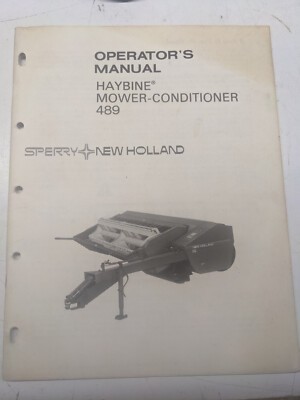 OPERATOR'S
MANUAL
HAYBINE®
MOWER-CONDITIONER
489
SPERRY NEW HOLLAND